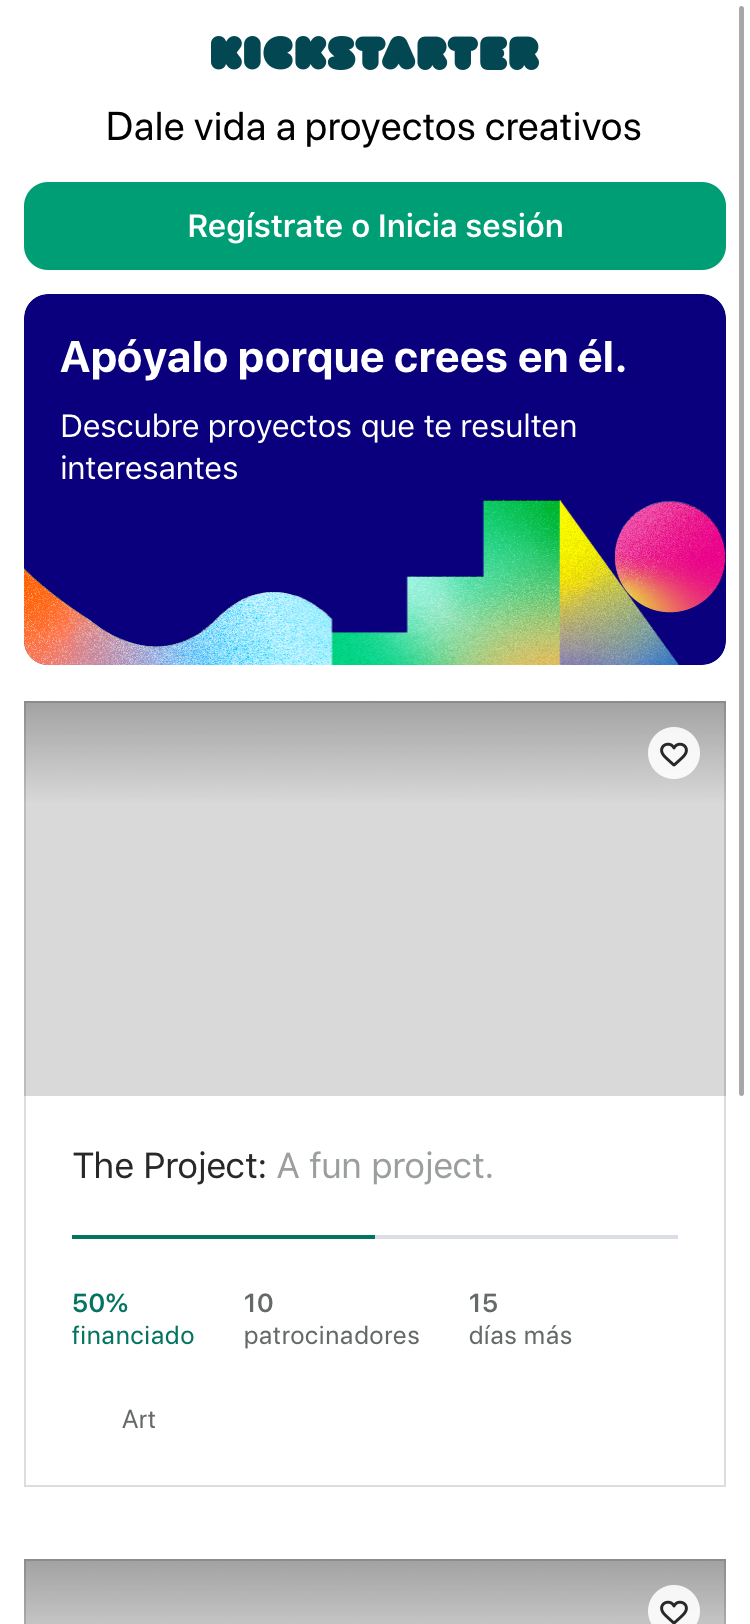 KICKSTARTER
Dale vida a proyectos creativos
Regístrate o Inicia sesión
Apóyalo porque crees en él.
Descubre proyectos que te resulten
interesantes
The Project: A fun project.
50% 10 15
financiado patrocinadores días más
Art